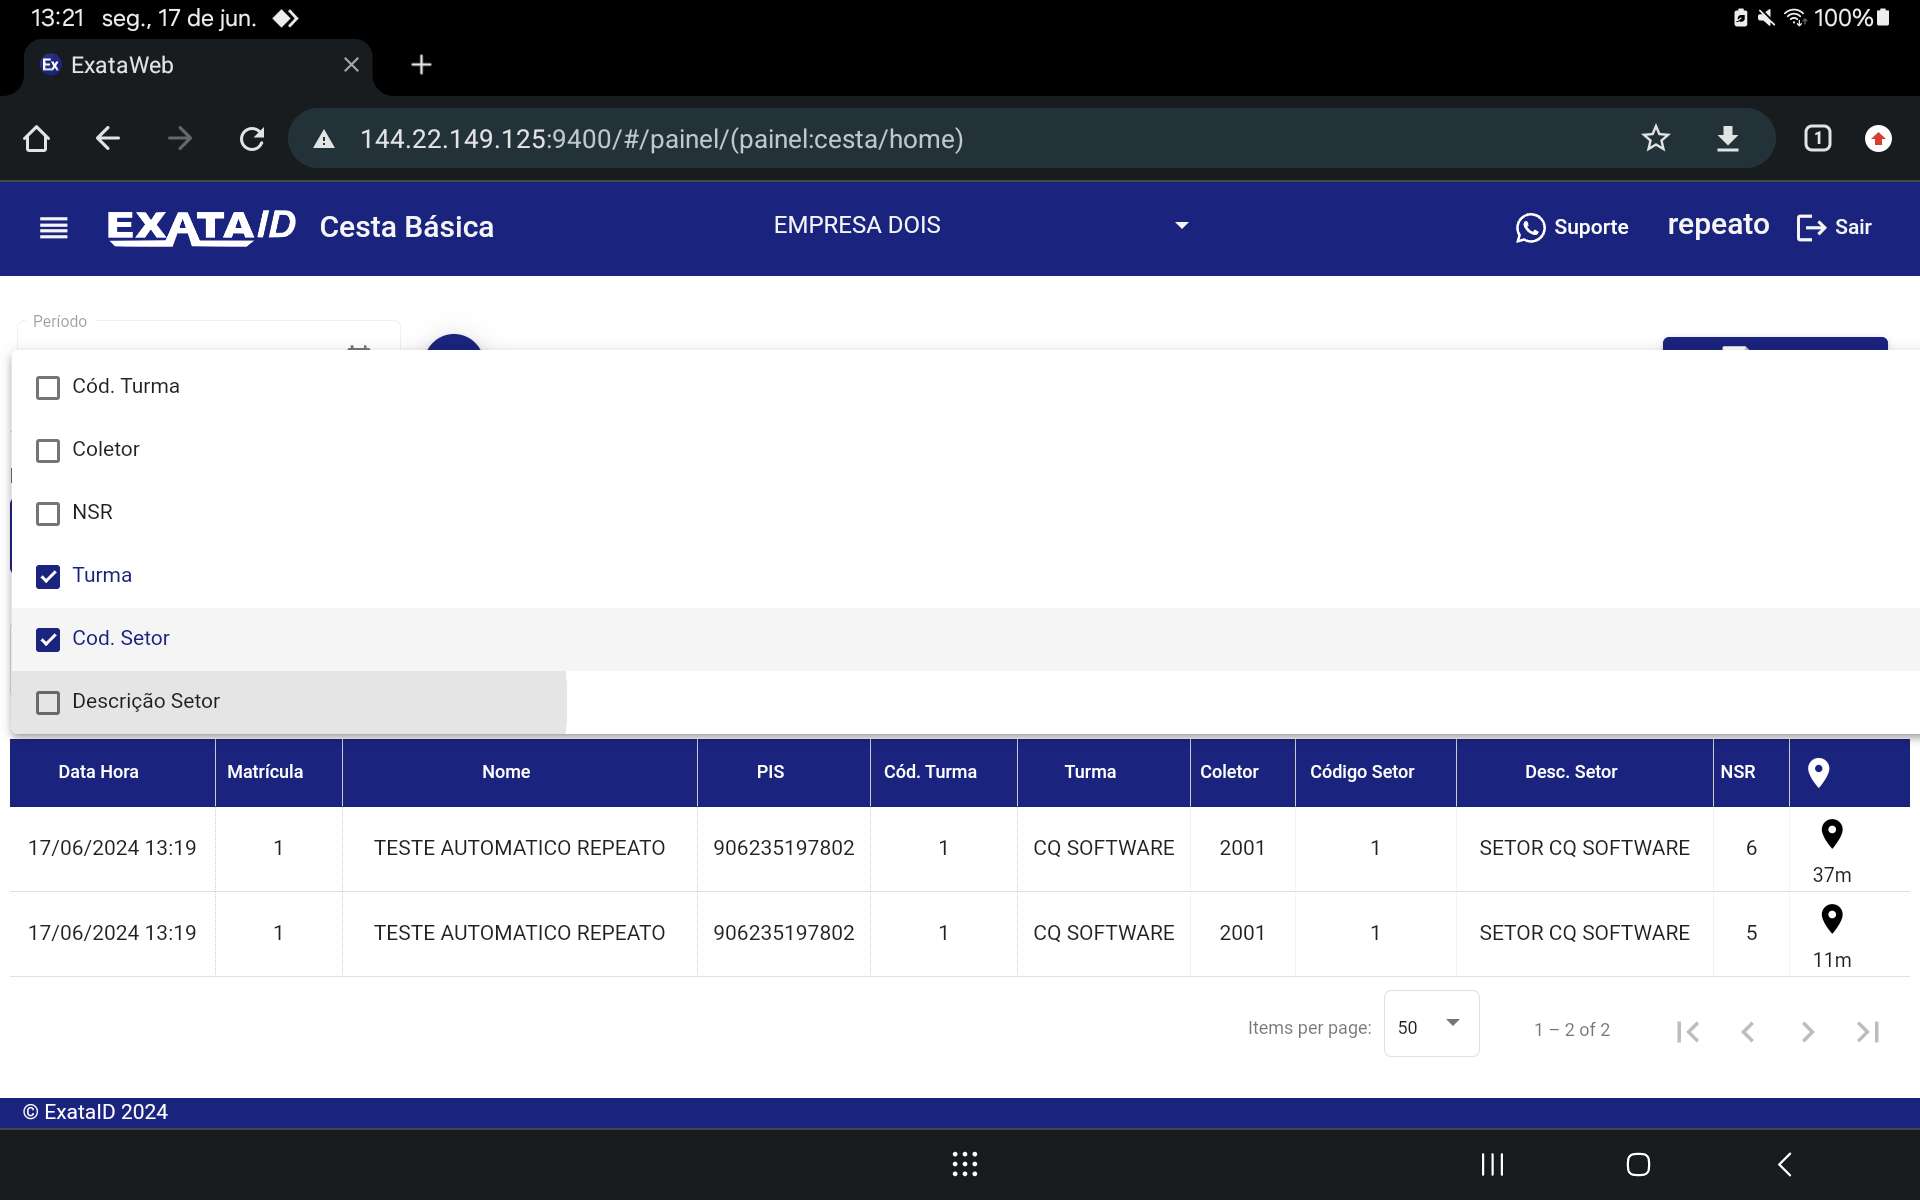 13:21 seg., 17 de jun. 100%
Ex ExataWeb
144.22.149.125:9400/#/painel/(painel:cesta/home) 1
EXATA ID Cesta Básica EMPRESA DOIS Suporte repeato Sair
Período
Cód. Turma
Coletor
NSR
Turma
Cod. Setor
Descrição Setor
Data Hora Matrícula Nome PIS Cód. Turma Turma Coletor Código Setor Desc. Setor NSR
17/06/2024 13:19 1 TESTE AUTOMATICO REPEATO 906235197802 1 CQ SOFTWARE 2001 1 SETOR CQ SOFTWARE 6 37m
17/06/2024 13:19 1 TESTE AUTOMATICO REPEATO 906235197802 1 CQ SOFTWARE 2001 1 SETOR CQ SOFTWARE 5 11m
Items per page: 50 1 – 2 of 2
© ExataID 2024